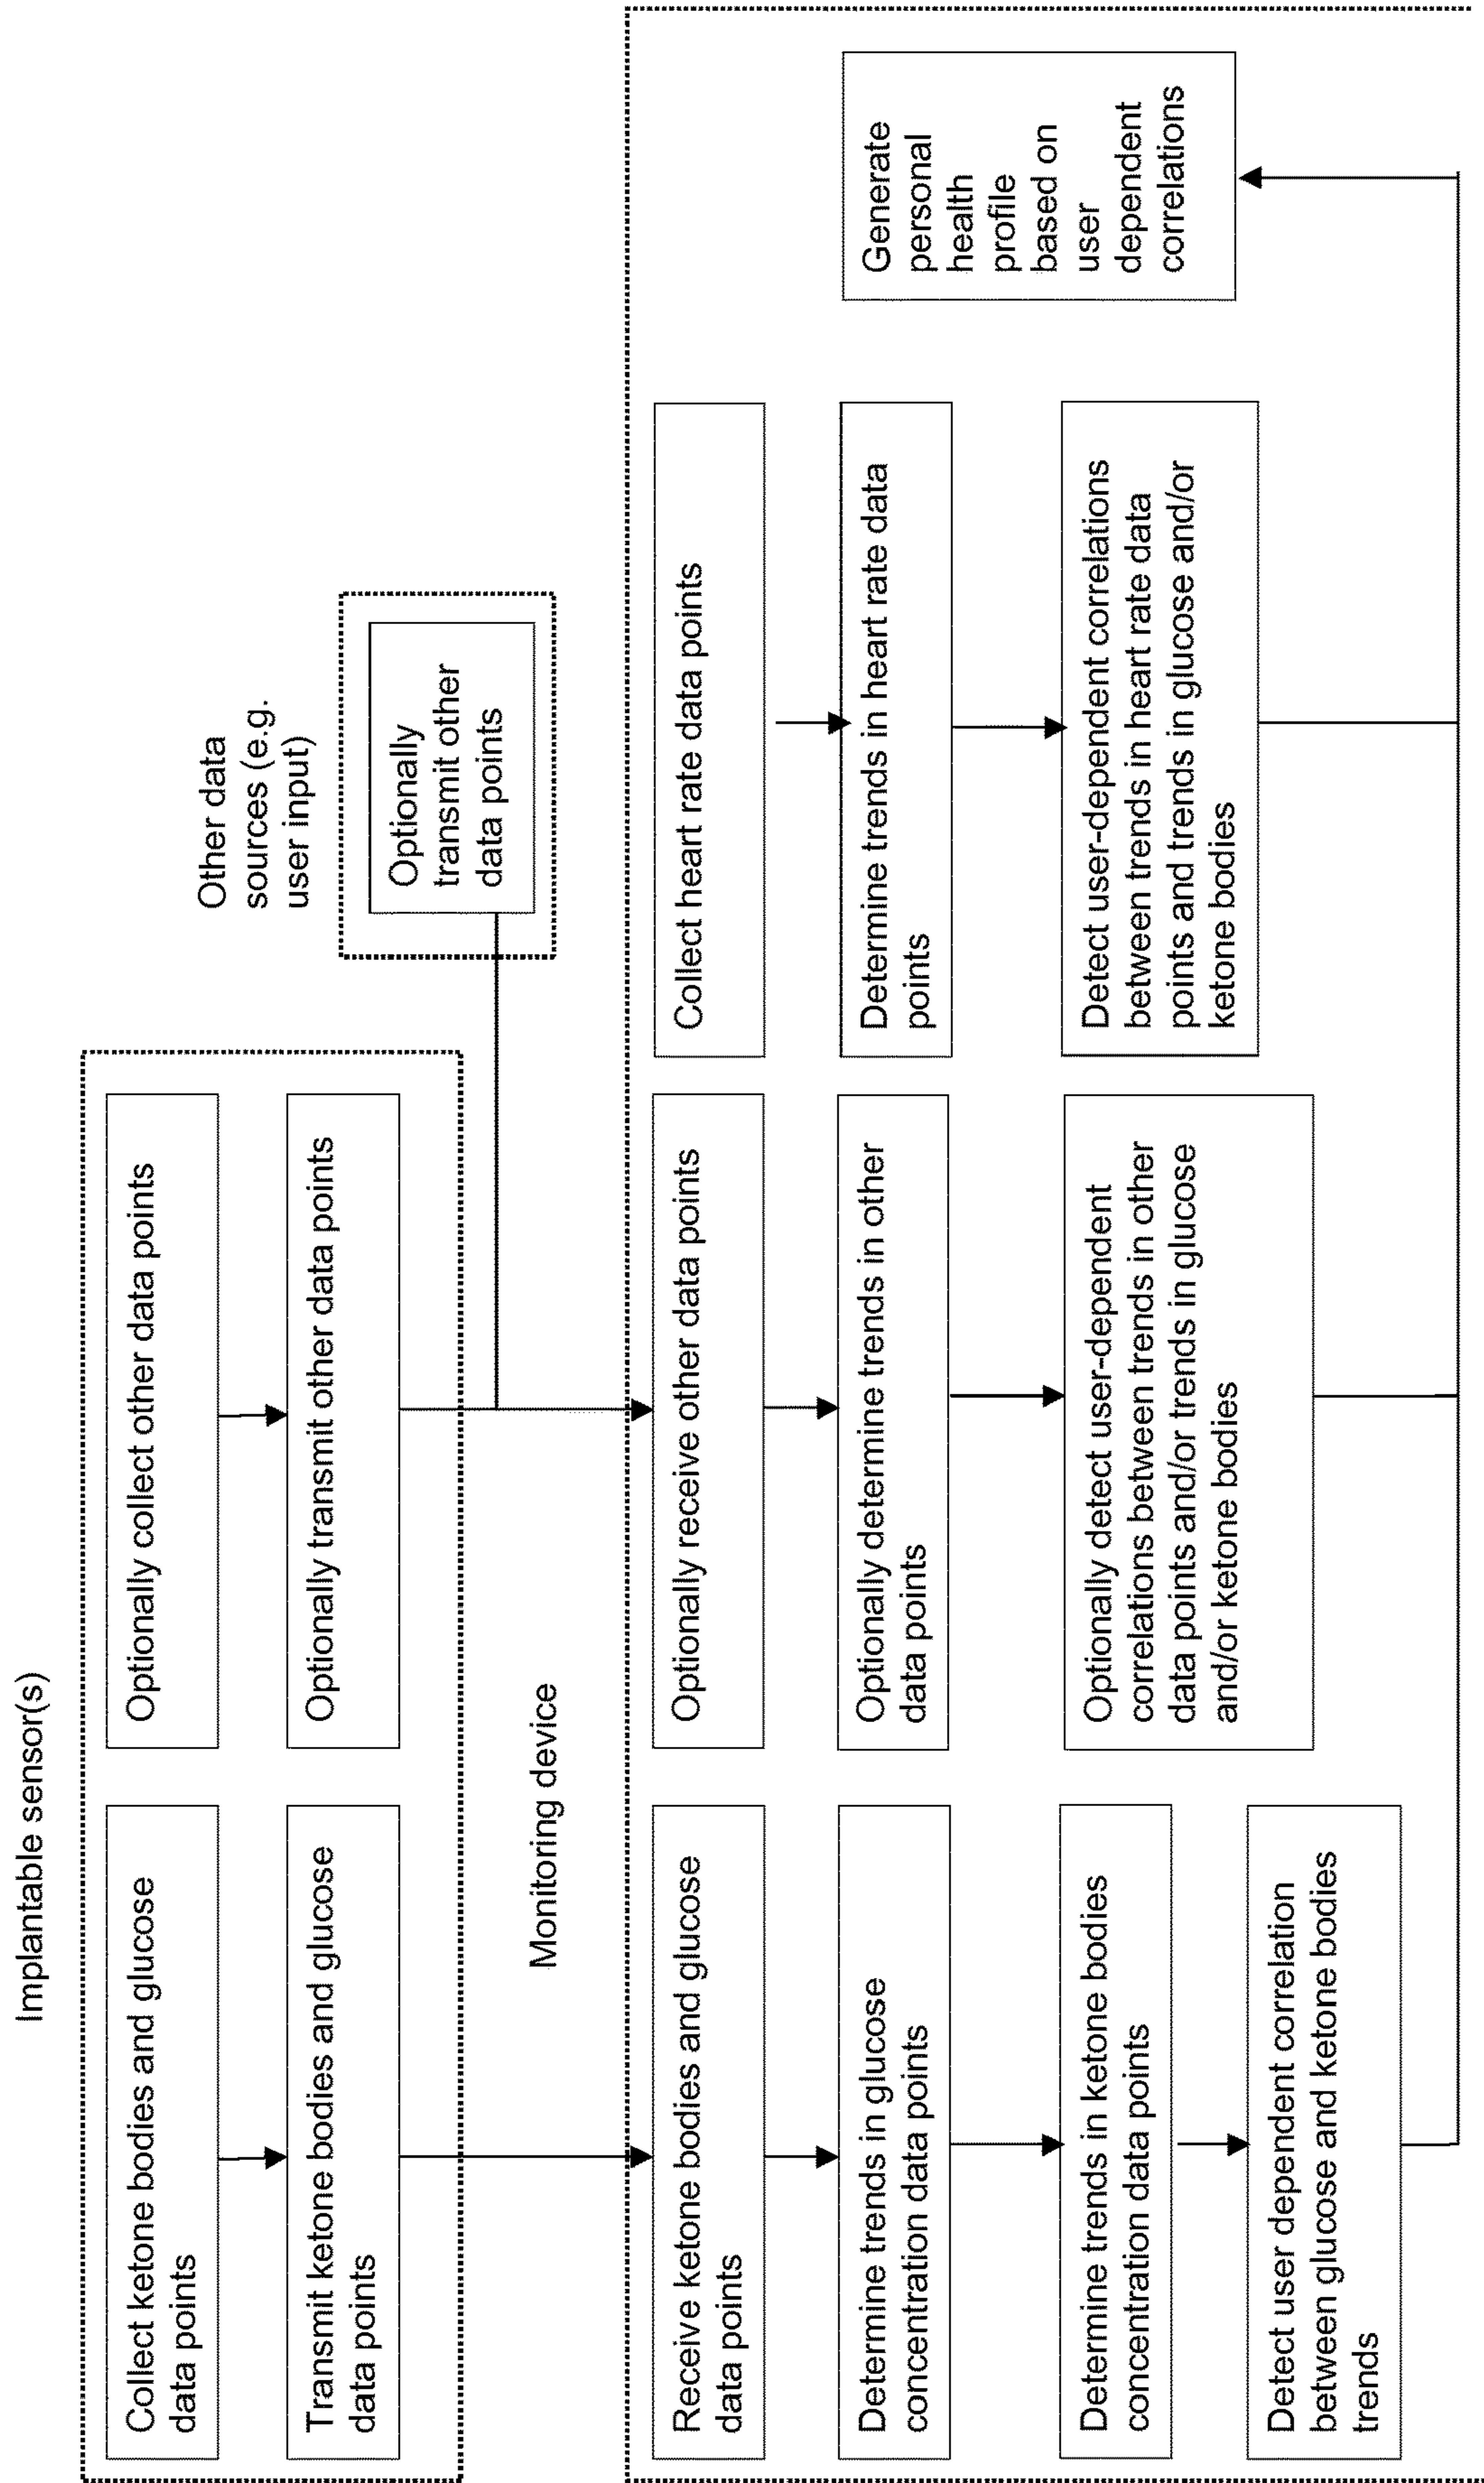 Implantable sensor(s)
Collect ketone bodies and glucose
data points
Transmit ketone bodies and glucose
data points
Optionally collect other data points
Optionally transmit other data points
Other data
sources (e.g.
user input)
Optionally
transmit other
data points
Monitoring device
Receive ketone bodies and glucose
data points
Determine trends in glucose
concentration data points
Determine trends in ketone bodies
concentration data points
Detect user dependent correlation
between glucose and ketone bodies
trends
Optionally receive other data points
Optionally determine trends in other
data points
Optionally detect user-dependent
correlations between trends in other
data points and/or trends in glucose
and/or ketone bodies
Collect heart rate data points
Determine trends in heart rate data
points
Detect user-dependent correlations
between trends in heart rate data
points and trends in glucose and/or
ketone bodies
Generate
personal
health
profile
based on
user
dependent
correlations